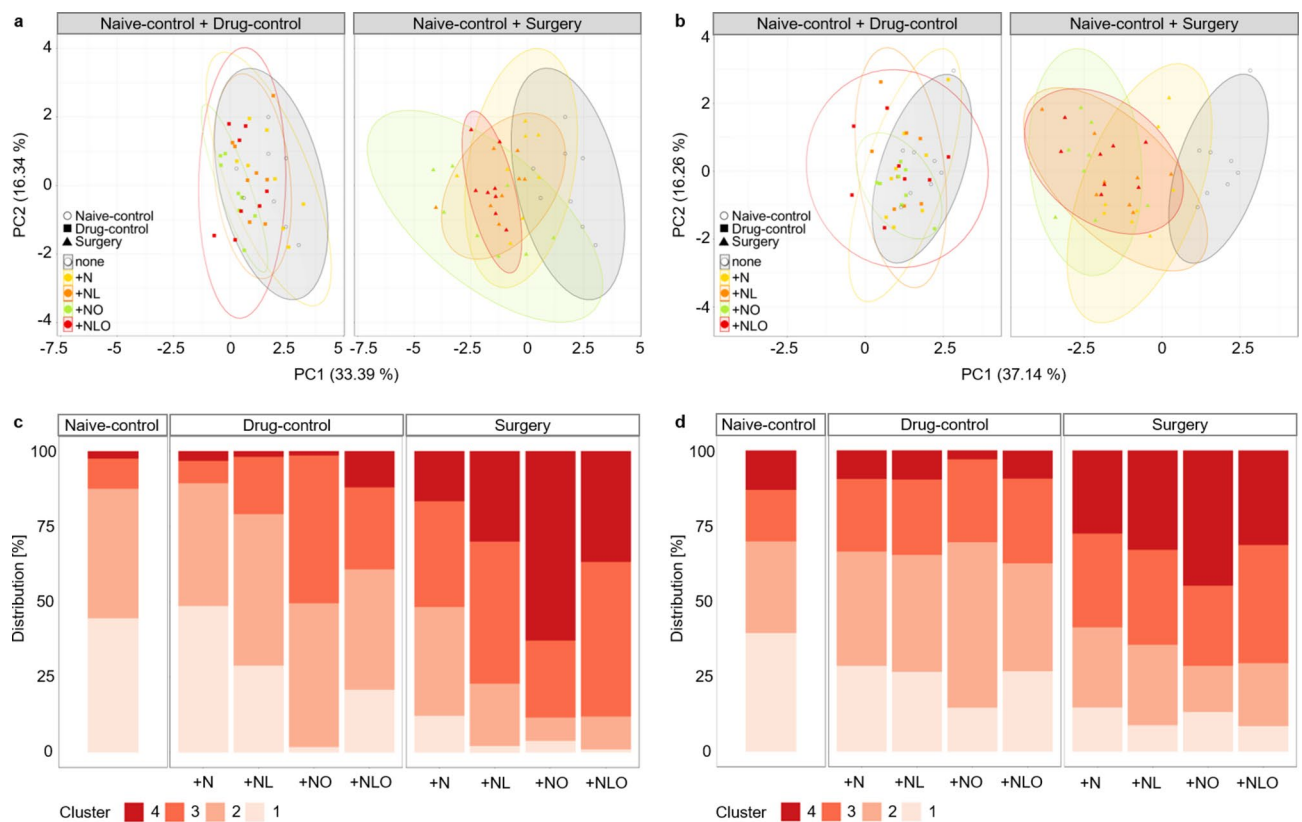 a
Naive-control + Drug-control
Naive-control + Surgery
PC2 (16.34 %)
4
2
0
-2
-4
Naive-control
Drug-control
Surgery
none
+N
+NL
+NO
+NLO
-7.5
-5
-2.5
0
2.5
-7.5
-5
-2.5
0
2.5
5
PC1 (33.39 %)
b
Naive-control + Drug-control
Naive-control + Surgery
PC2 (16.26 %)
4
2
0
-2
-4
Naive-control
Drug-control
Surgery
none
+N
+NL
+NO
+NLO
-2.5
0
2.5
-2.5
0
2.5
PC1 (37.14 %)
c
Naive-control
Drug-control
Surgery
Distribution [%]
100
75
50
25
0
+N
+NL
+NO
+NLO
+N
+NL
+NO
+NLO
Cluster
4
3
2
1
d
Naive-control
Drug-control
Surgery
Distribution [%]
100
75
50
25
0
+N
+NL
+NO
+NLO
+N
+NL
+NO
+NLO
Cluster
4
3
2
1